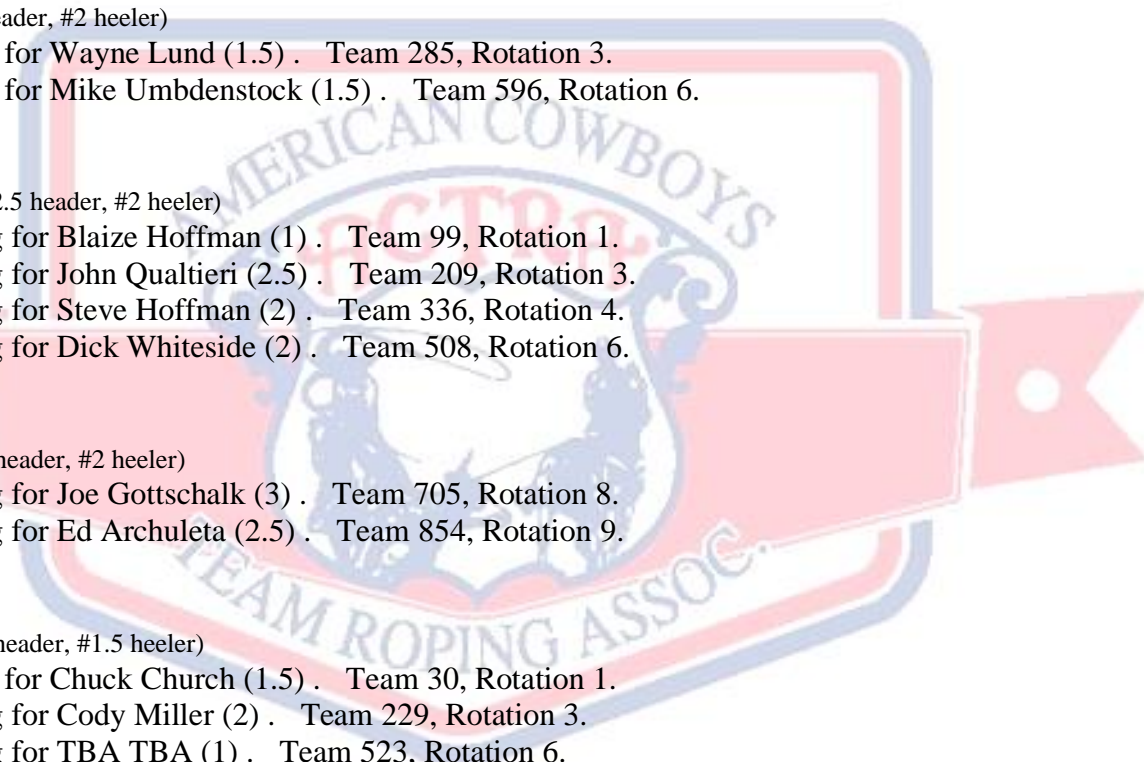 eader, #2 heeler)
for Wayne Lund (1.5) . Team 285, Rotation 3.
for Mike Umbdenstock (1.5) . Team 596, Rotation 6.
AMERICAN COWBOYS
ACTRA
2.5 header, #2 heeler)
g for Blaize Hoffman (1) . Team 99, Rotation 1.
g for John Qualtieri (2.5) . Team 209, Rotation 3.
g for Steve Hoffman (2) . Team 336, Rotation 4.
g for Dick Whiteside (2) . Team 508, Rotation 6.
header, #2 heeler)
g for Joe Gottschalk (3) . Team 705, Rotation 8.
g for Ed Archuleta (2.5) . Team 854, Rotation 9.
TEAM ROPING ASSOC.
header, #1.5 heeler)
for Chuck Church (1.5) . Team 30, Rotation 1.
g for Cody Miller (2) . Team 229, Rotation 3.
g for TBA TBA (1) . Team 523, Rotation 6.